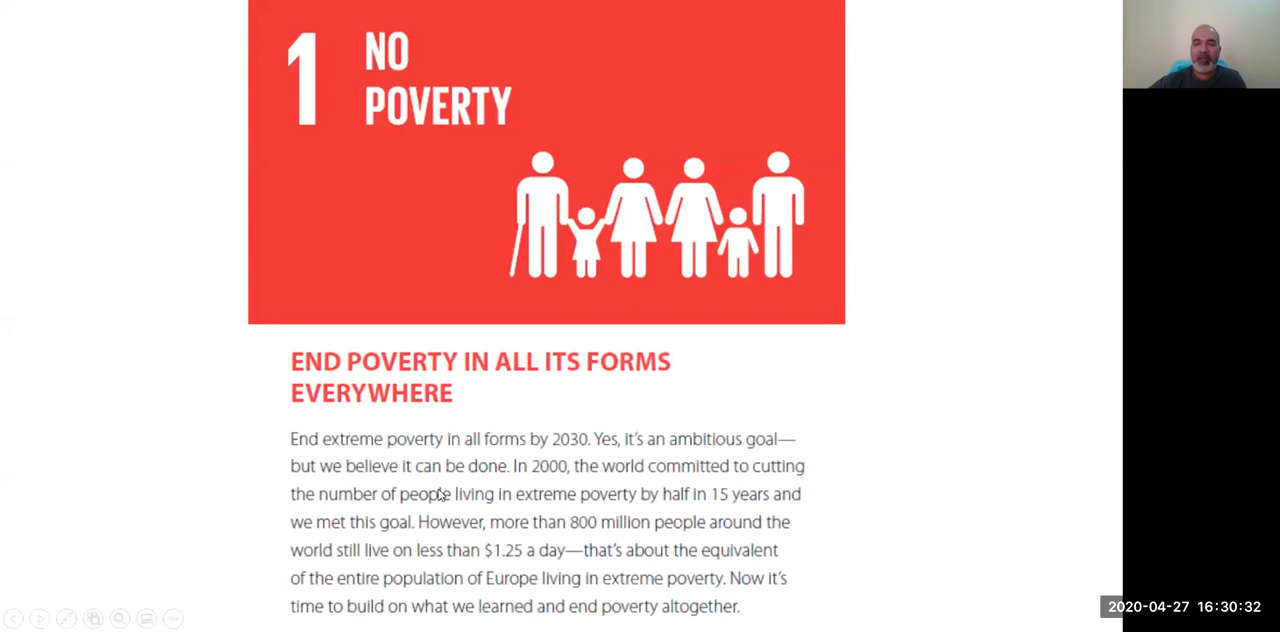 1
NO
POVERTY
END POVERTY IN ALL ITS FORMS
EVERYWHERE
End extreme poverty in all forms by 2030. Yes, it's an ambitious goal—
but we believe it can be done. In 2000, the world committed to cutting
the number of people living in extreme poverty by half in 15 years and
we met this goal. However, more than 800 million people around the
world still live on less than $1.25 a day—that's about the equivalent
of the entire population of Europe living in extreme poverty. Now it's
time to build on what we learned and end poverty altogether.
2020-04-27 16:30:32